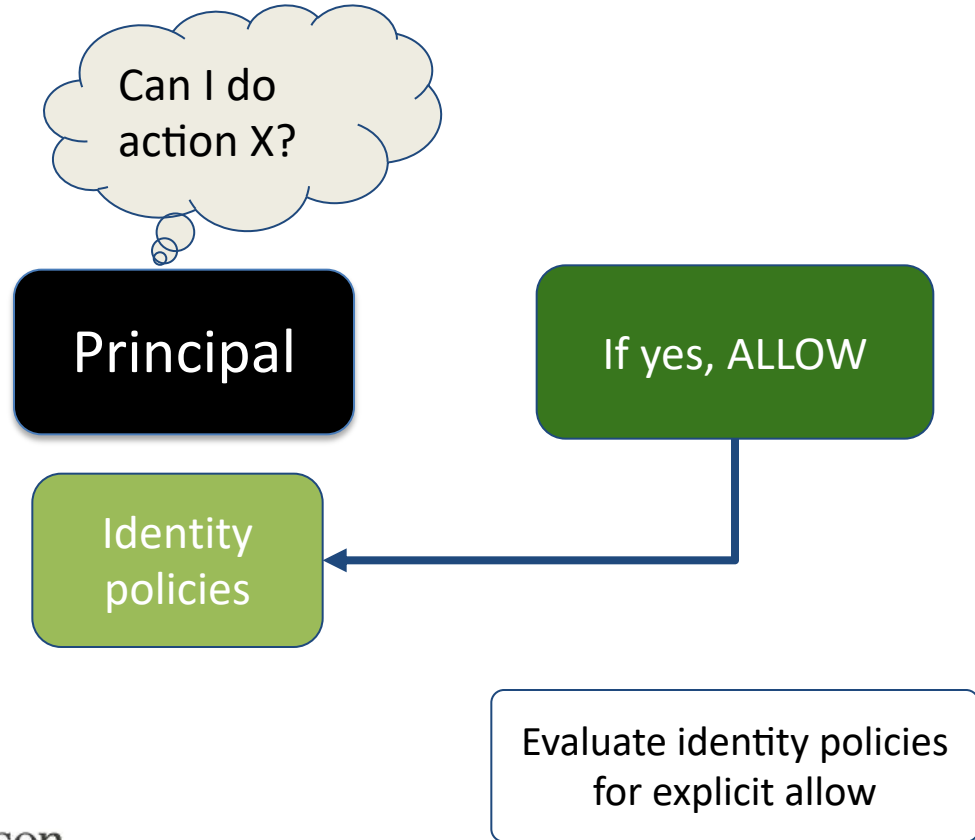 Can I do
action X?
Principal
If yes, ALLOW
Identity
policies
Evaluate identity policies
for explicit allow